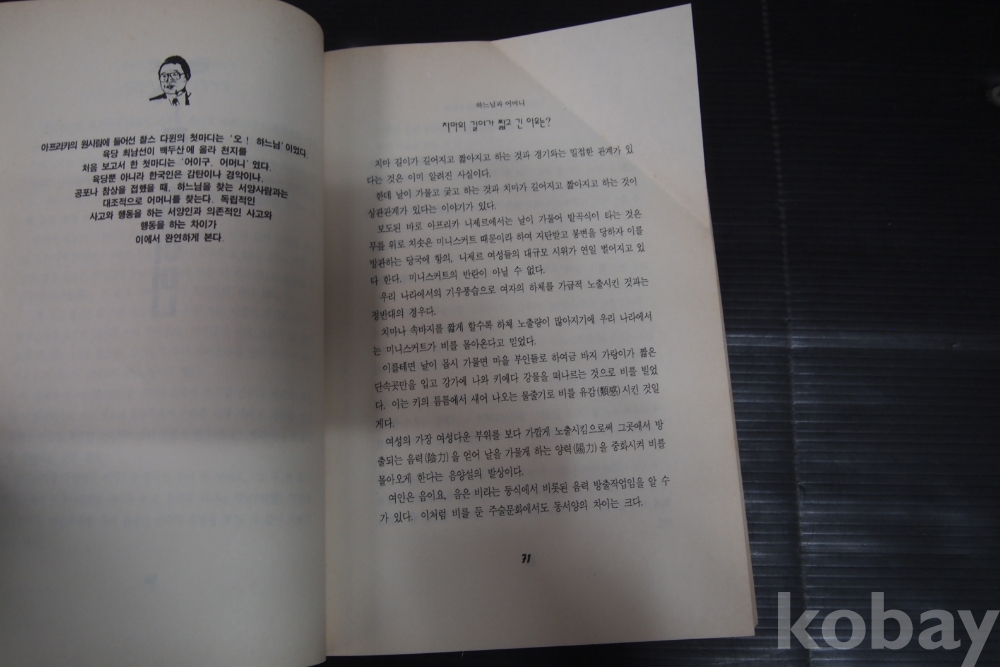 아프리카의 원시림에 들어선 찰스 다윈의 첫마디는 '오! 하느님'이었다.
육당 최남선이 백두산에 올라 천지를
처음 보고서 한 첫마디는 '어이구, 어머니'였다.
육당뿐 아니라 한국인은 감탄이나, 경악이나,
공포나 참상을 접했을 때, 하느님을 찾는 서양사람과는
대조적으로 어머니를 찾는다. 독립적인
사고와 행동을 하는 서양인과 의존적인 사고와
행동을 하는 차이가
이에서 완연하게 본다.
하느님과 어머니
치마의 길이가 짧고 긴 이유는?
치마 길이가 길어지고 짧아지고 하는 것과 경기와는 밀접한 관계가 있
다는 것은 이미 알려진 사실이다.
한데 날이 가물고 궂고 하는 것과 치마가 길어지고 짧아지고 하는 것이
상관관계가 있다는 이야기가 있다.
보도된 바로 아프리카 니제르에서는 날이 가물어 밭곡식이 타는 것은
무릎 위로 치솟은 미니스커트 때문이라 하여 지탄받고 봉변을 당하자 이를
방관하는 당국에 항의, 니제르 여성들의 대규모 시위가 연일 벌어지고 있
다 한다. 미니스커트의 반란이 아닐 수 없다.
우리 나라에서의 기우풍습으로 여자의 하체를 가급적 노출시킨 것과는
정반대의 경우다.
치마나 속바지를 짧게 할수록 하체 노출량이 많아지기에 우리 나라에서
는 미니스커트가 비를 몰아온다고 믿었다.
이를테면 날이 몹시 가물면 마을 부인들로 하여금 바지 가랑이가 짧은
단속곳만을 입고 강가에 나와 키에다 강물을 떠나르는 것으로 비를 빌었
다. 이는 키의 틈틈에서 새어 나오는 물줄기로 비를 유감(類感)시킨 것일
게다.
여성의 가장 여성다운 부위를 보다 가깝게 노출시킴으로써 그곳에서 방
출되는 음력(陰力)을 얻어 날을 가물게 하는 양력(陽力)을 중화시켜 비를
몰아오게 한다는 음양설의 발상이다.
여인은 음이요, 음은 비라는 등식에서 비롯된 음력 방출작업임을 알 수
가 있다. 이처럼 비를 둔 주술문화에서도 동서양의 차이는 크다.
71
kobay